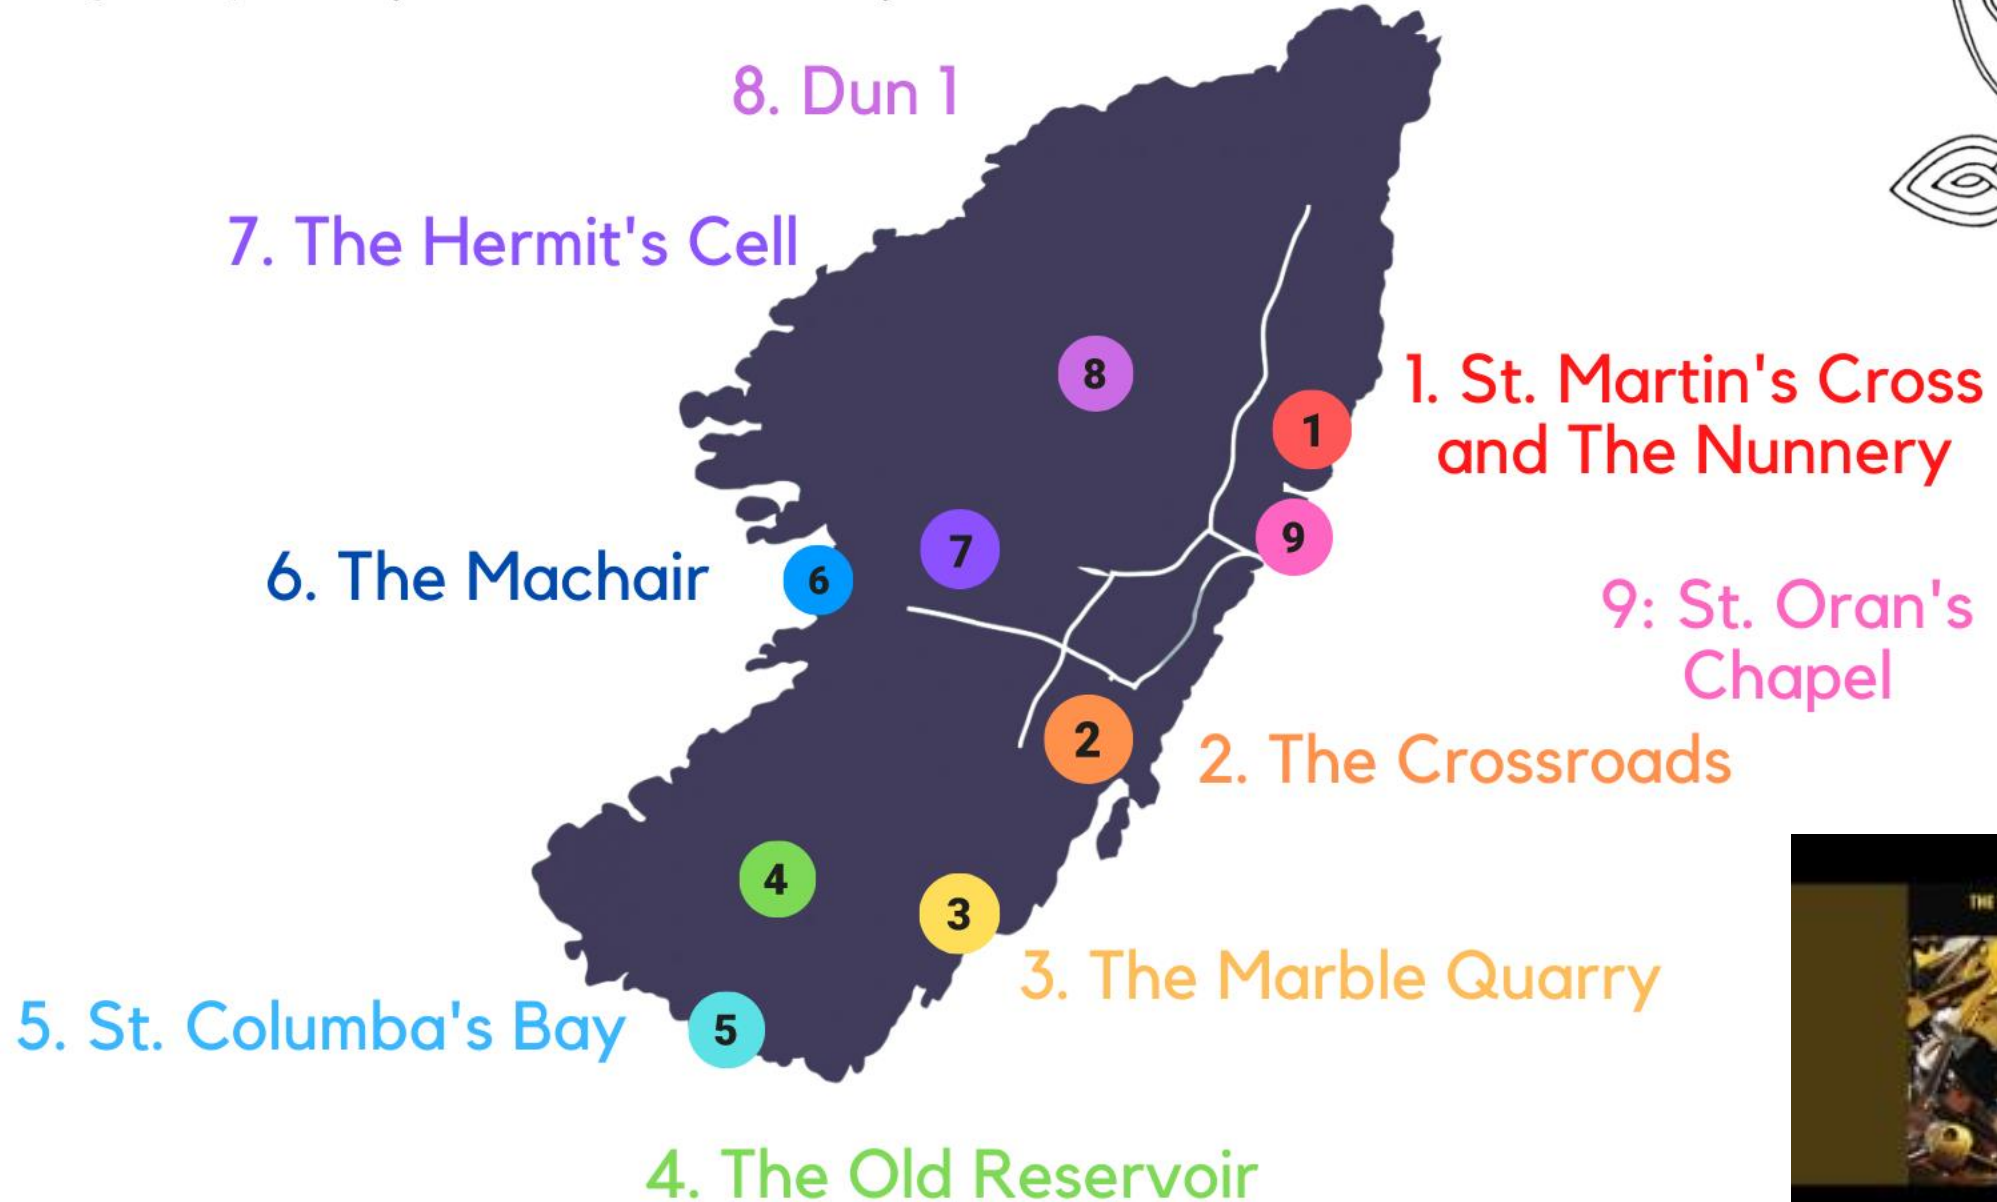 8. Dun 1
7. The Hermit's Cell
8
1. St. Martin's Cross
and The Nunnery
1
7
9
6. The Machair
6
9: St. Oran's
Chapel
2
2. The Crossroads
4
3
THE
3. The Marble Quarry
5. St. Columba's Bay
5
4. The Old Reservoir